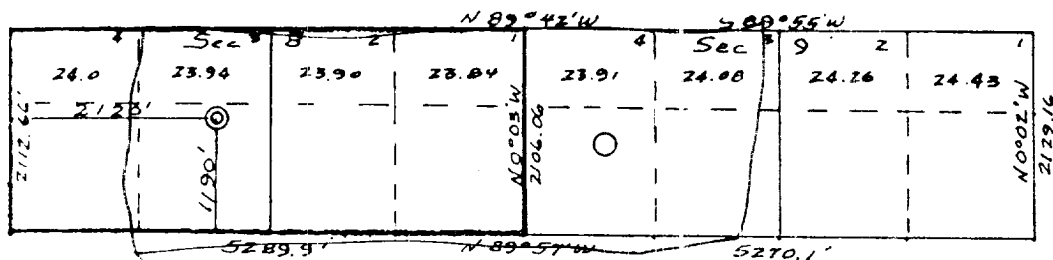 N 89°42'W S 88°55'W
4 Sec 3 8 2 1 4 Sec 3 9 2 1
24.0 23.94 23.90 23.84 23.91 24.08 24.26 24.43
2123'
2112.66'
1190'
N0°03'W
2106.06
N0°02'W
2129.16
5289.9' N 89°57'W 5270.1'